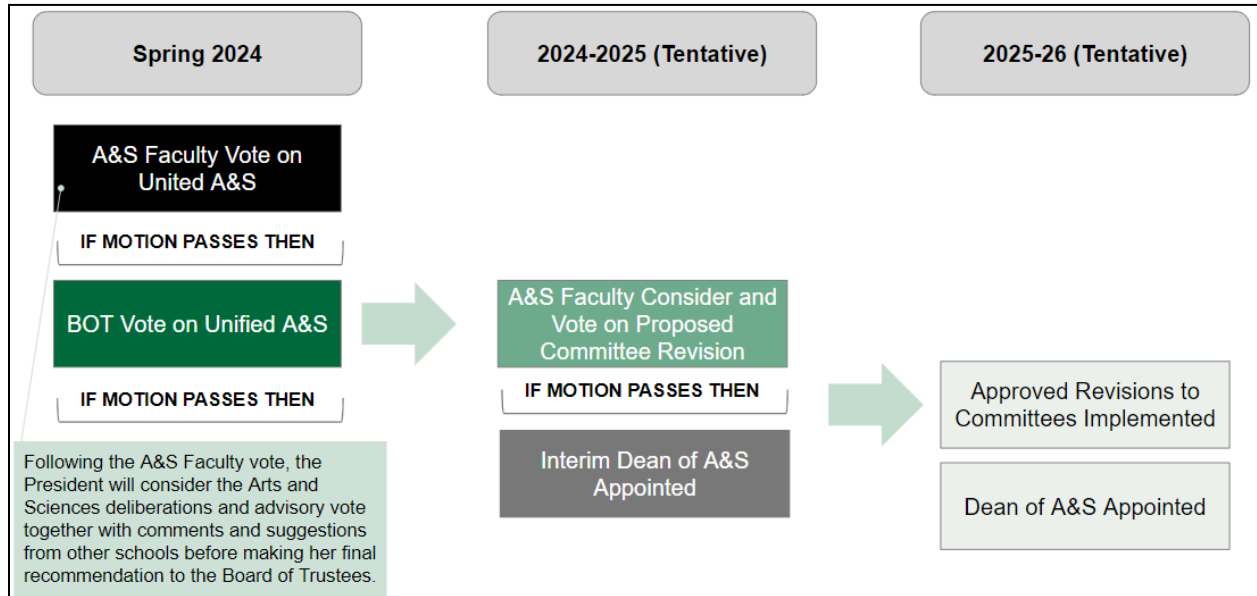 Spring 2024
2024-2025 (Tentative)
2025-26 (Tentative)
A&S Faculty Vote on
United A&S
IF MOTION PASSES THEN
BOT Vote on Unified A&S
IF MOTION PASSES THEN
Following the A&S Faculty vote, the
President will consider the Arts and
Sciences deliberations and advisory vote
together with comments and suggestions
from other schools before making her final
recommendation to the Board of Trustees.
A&S Faculty Consider and
Vote on Proposed
Committee Revision
IF MOTION PASSES THEN
Interim Dean of A&S
Appointed
Approved Revisions to
Committees Implemented
Dean of A&S Appointed